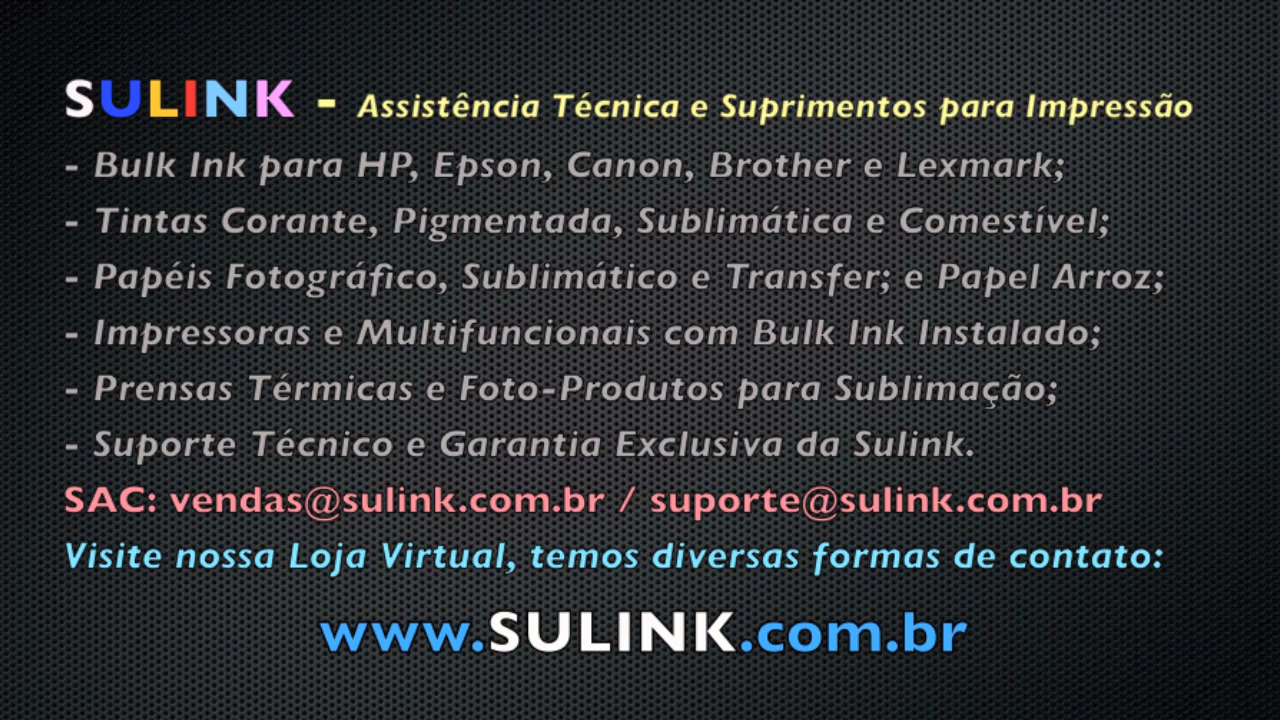 SULINK - Assistência Técnica e Suprimentos para Impressão
- Bulk Ink para HP, Epson, Canon, Brother e Lexmark;
- Tintas Corante, Pigmentada, Sublimática e Comestível;
- Papéis Fotográfico, Sublimático e Transfer; e Papel Arroz;
- Impressoras e Multifuncionais com Bulk Ink Instalado;
- Prensas Térmicas e Foto-Produtos para Sublimação;
- Suporte Técnico e Garantia Exclusiva da Sulink.
SAC: vendas@sulink.com.br / suporte@sulink.com.br
Visite nossa Loja Virtual, temos diversas formas de contato:
www.SULINK.com.br